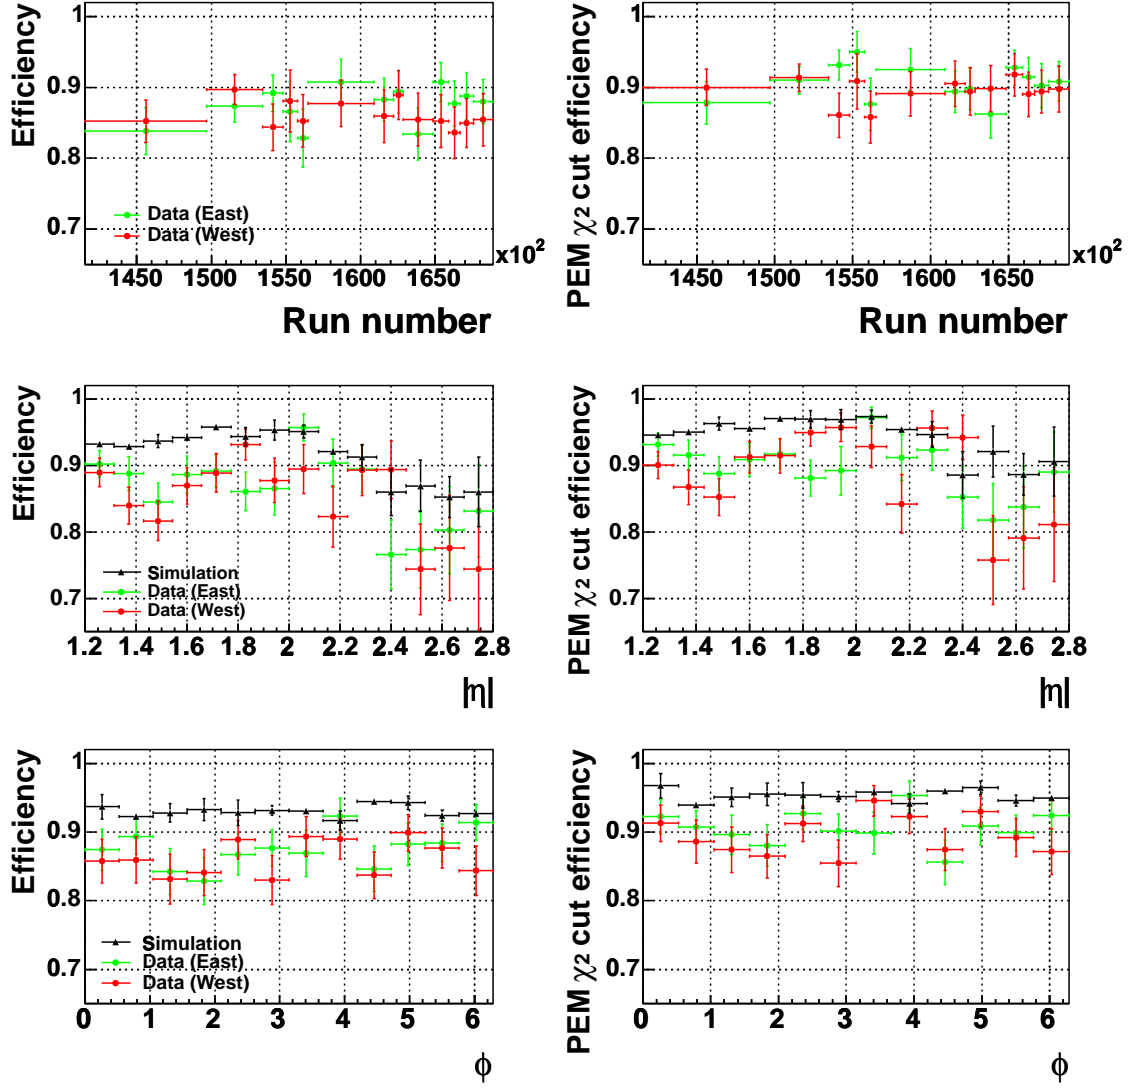 Efficiency
1
0.9
0.8
0.7
Data (East)
Data (West)
1450 1500 1550 1600 1650
x10²
Run number
PEM χ2 cut efficiency
1
0.9
0.8
0.7
1450 1500 1550 1600 1650
x10²
Run number
Efficiency
1
0.9
0.8
0.7
Simulation
Data (East)
Data (West)
1.2 1.4 1.6 1.8 2 2.2 2.4 2.6 2.8
|η|
PEM χ2 cut efficiency
1
0.9
0.8
0.7
1.2 1.4 1.6 1.8 2 2.2 2.4 2.6 2.8
|η|
Efficiency
1
0.9
0.8
0.7
Simulation
Data (East)
Data (West)
0 1 2 3 4 5 6
ϕ
PEM χ2 cut efficiency
1
0.9
0.8
0.7
0 1 2 3 4 5 6
ϕ